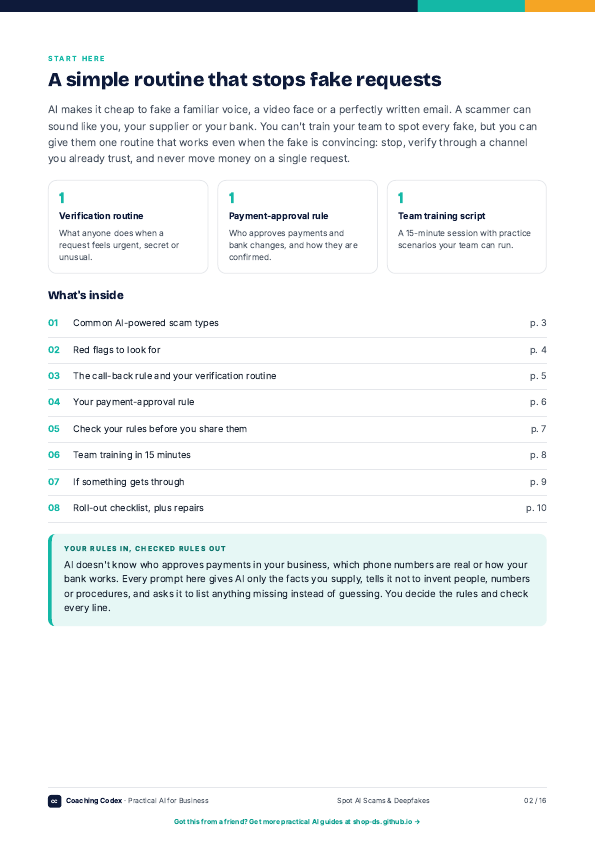 START HERE
A simple routine that stops fake requests
AI makes it cheap to fake a familiar voice, a video face or a perfectly written email. A scammer can
sound like you, your supplier or your bank. You can't train your team to spot every fake, but you can
give them one routine that works even when the fake is convincing: stop, verify through a channel
you already trust, and never move money on a single request.
1
Verification routine
What anyone does when a
request feels urgent, secret or
unusual.
1
Payment-approval rule
Who approves payments and
bank changes, and how they are
confirmed.
1
Team training script
A 15-minute session with practice
scenarios your team can run.
What's inside
01 Common AI-powered scam types p. 3
02 Red flags to look for p. 4
03 The call-back rule and your verification routine p. 5
04 Your payment-approval rule p. 6
05 Check your rules before you share them p. 7
06 Team training in 15 minutes p. 8
07 If something gets through p. 9
08 Roll-out checklist, plus repairs p. 10
YOUR RULES IN, CHECKED RULES OUT
AI doesn't know who approves payments in your business, which phone numbers are real or how your
bank works. Every prompt here gives AI only the facts you supply, tells it not to invent people, numbers
or procedures, and asks it to list anything missing instead of guessing. You decide the rules and check
every line.
cc Coaching Codex · Practical AI for Business Spot AI Scams & Deepfakes 02 / 16
Got this from a friend? Get more practical AI guides at shop-ds.github.io →